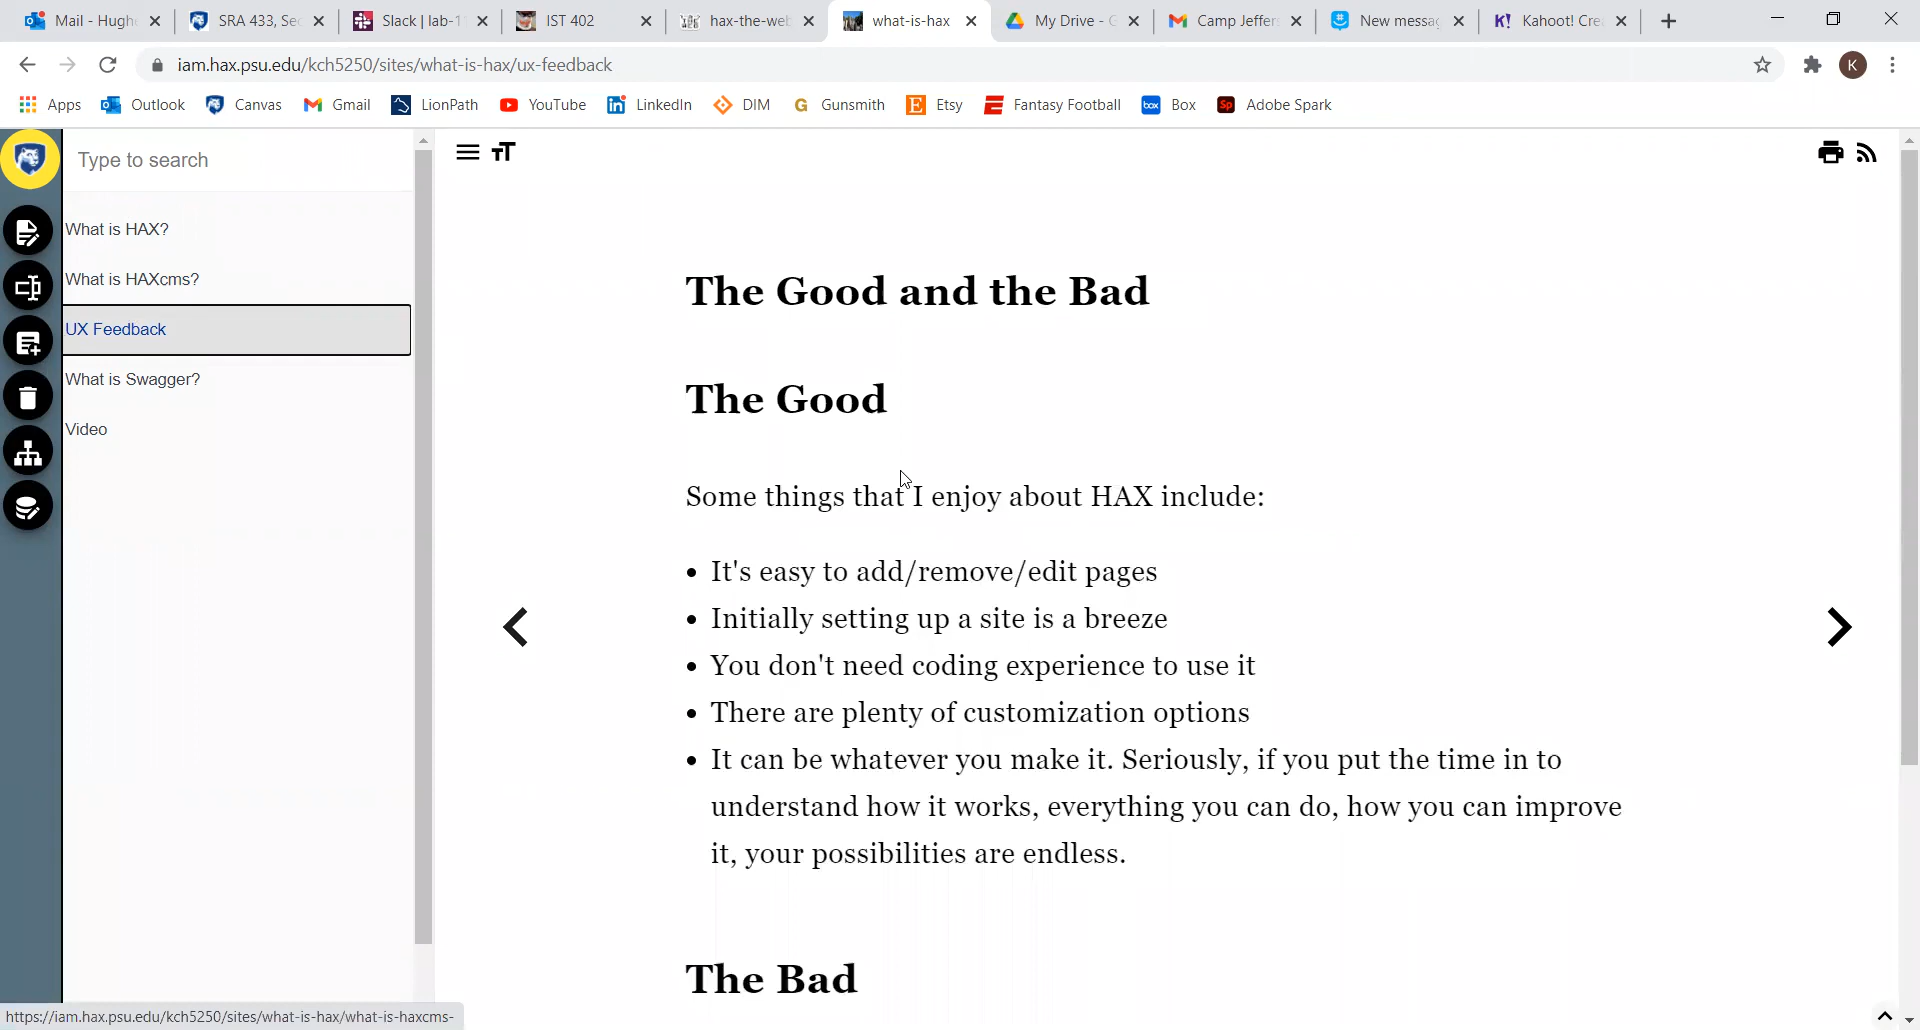 Mail - Hughe
SRA 433, Sec
Slack | lab-1
IST 402
hax-the-web
what-is-hax
My Drive - G
Camp Jeffers
New messag
K! Kahoot! Cre
iam.hax.psu.edu/kch5250/sites/what-is-hax/ux-feedback
K
Apps
Outlook
Canvas
Gmail
LionPath
YouTube
LinkedIn
DIM
G Gunsmith
Etsy
Fantasy Football
box Box
Sp Adobe Spark
Type to search
What is HAX?
What is HAXcms?
UX Feedback
What is Swagger?
Video
The Good and the Bad
The Good
Some things that I enjoy about HAX include:
• It's easy to add/remove/edit pages
• Initially setting up a site is a breeze
• You don't need coding experience to use it
• There are plenty of customization options
• It can be whatever you make it. Seriously, if you put the time in to
understand how it works, everything you can do, how you can improve
it, your possibilities are endless.
The Bad
https://iam.hax.psu.edu/kch5250/sites/what-is-hax/what-is-haxcms-